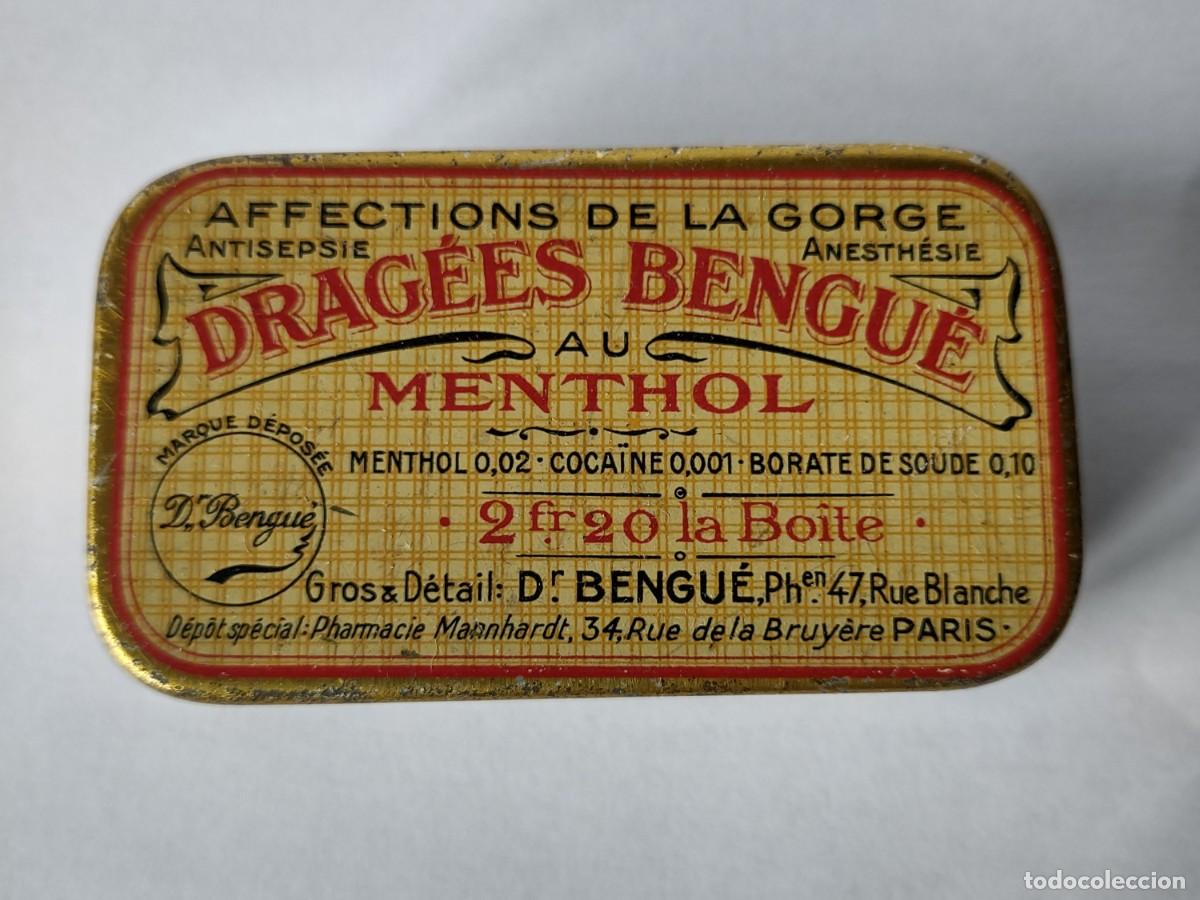 AFFECTIONS DE LA GORGE
ANTISEPSIE ANESTHÉSIE
DRAGÉES BENGUÉ
AU
MENTHOL
MARQUE DÉPOSÉE
MENTHOL 0,02 · COCAÏNE 0,001 · BORATE DE SOUDE 0,10
Dr. Bengué
· 2 fr. 20 la Boîte ·
Gros & Détail: Dr BENGUÉ, Phen. 47, Rue Blanche
Dépôt spécial: Pharmacie Mannhardt, 34, Rue de la Bruyère PARIS·
todocoleccion